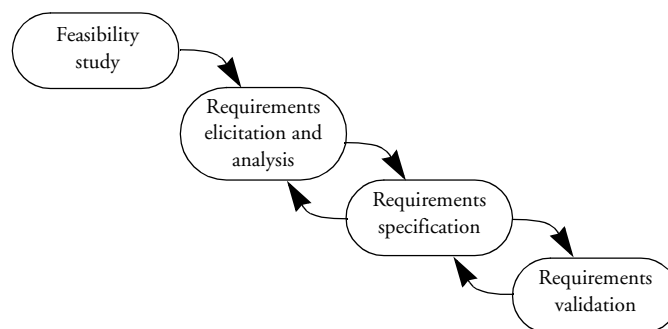 Feasibility
study
Requirements
elicitation and
analysis
Requirements
specification
Requirements
validation